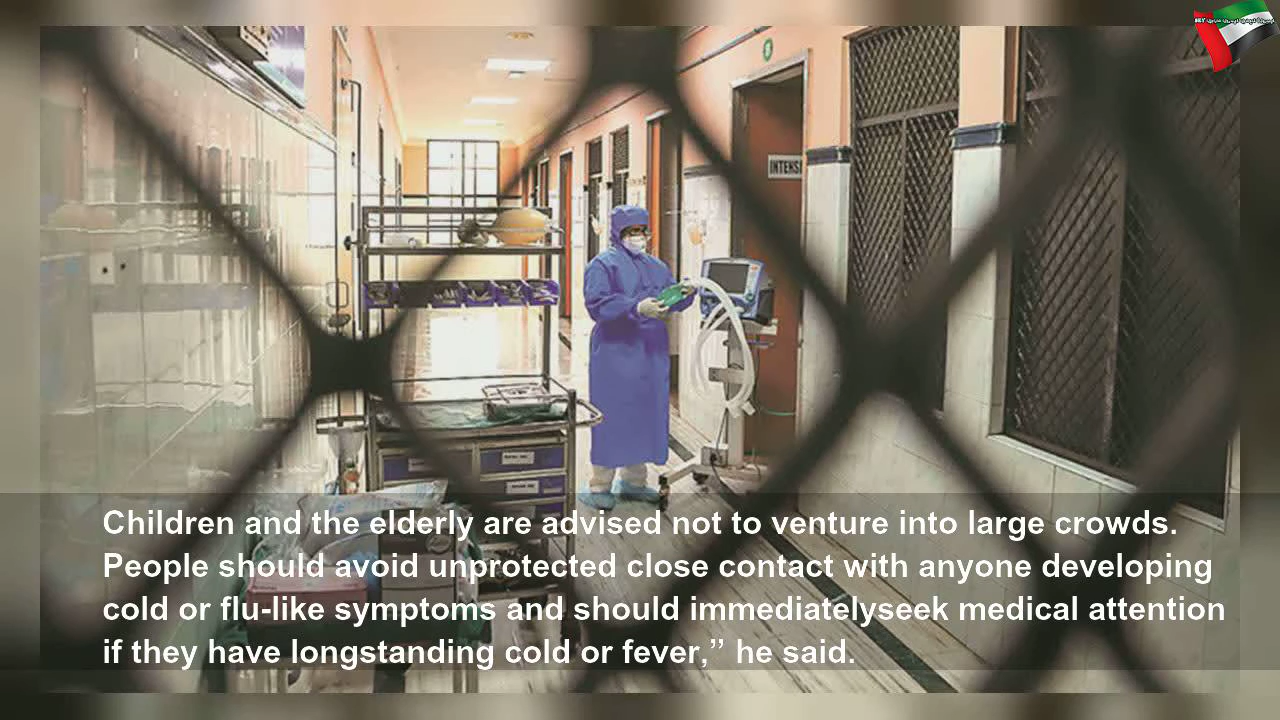 INTENSI
Children and the elderly are advised not to venture into large crowds.
People should avoid unprotected close contact with anyone developing
cold or flu-like symptoms and should immediatelyseek medical attention
if they have longstanding cold or fever,” he said.